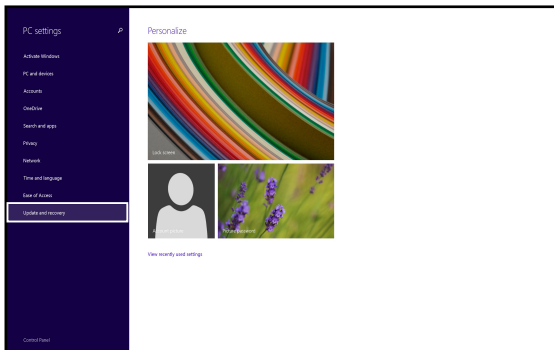 PC settings
Activate Windows
PC and devices
Accounts
OneDrive
Search and apps
Privacy
Network
Time and language
Ease of Access
Update and recovery
Control Panel
Personalize
Lock screen
Account picture
Picture password
View recently used settings